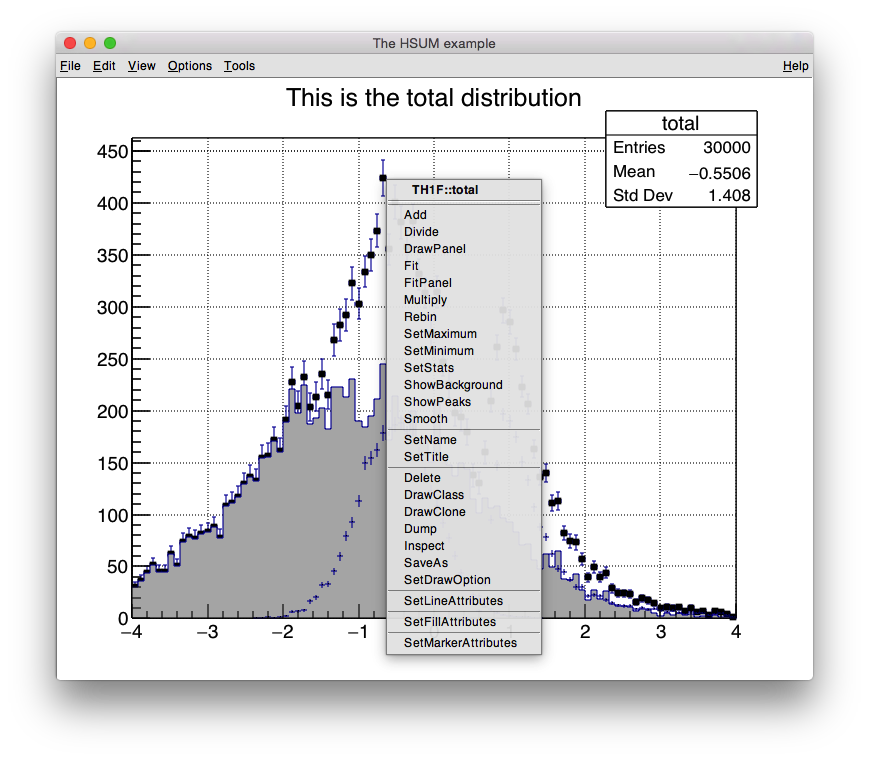 The HSUM example
File Edit View Options Tools Help
This is the total distribution
total
Entries 30000
Mean −0.5506
Std Dev 1.408
450
400
350
300
250
200
150
100
50
0
−4 −3 −2 −1 1 2 3 4
TH1F::total
Add
Divide
DrawPanel
Fit
FitPanel
Multiply
Rebin
SetMaximum
SetMinimum
SetStats
ShowBackground
ShowPeaks
Smooth
SetName
SetTitle
Delete
DrawClass
DrawClone
Dump
Inspect
SaveAs
SetDrawOption
SetLineAttributes
SetFillAttributes
SetMarkerAttributes